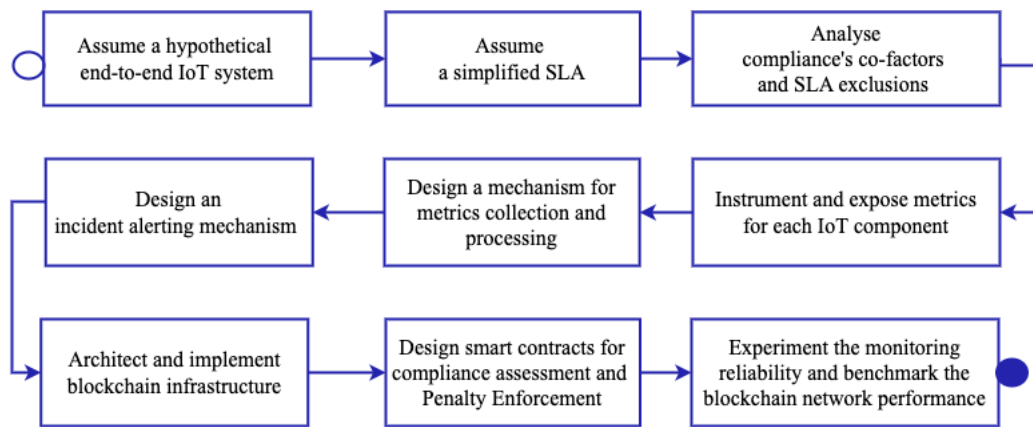 Assume a hypothetical
end-to-end IoT system
Assume
a simplified SLA
Analyse
compliance's co-factors
and SLA exclusions
Instrument and expose metrics
for each IoT component
Design a mechanism for
metrics collection and
processing
Design an
incident alerting mechanism
Architect and implement
blockchain infrastructure
Design smart contracts for
compliance assessment and
Penalty Enforcement
Experiment the monitoring
reliability and benchmark the
blockchain network performance